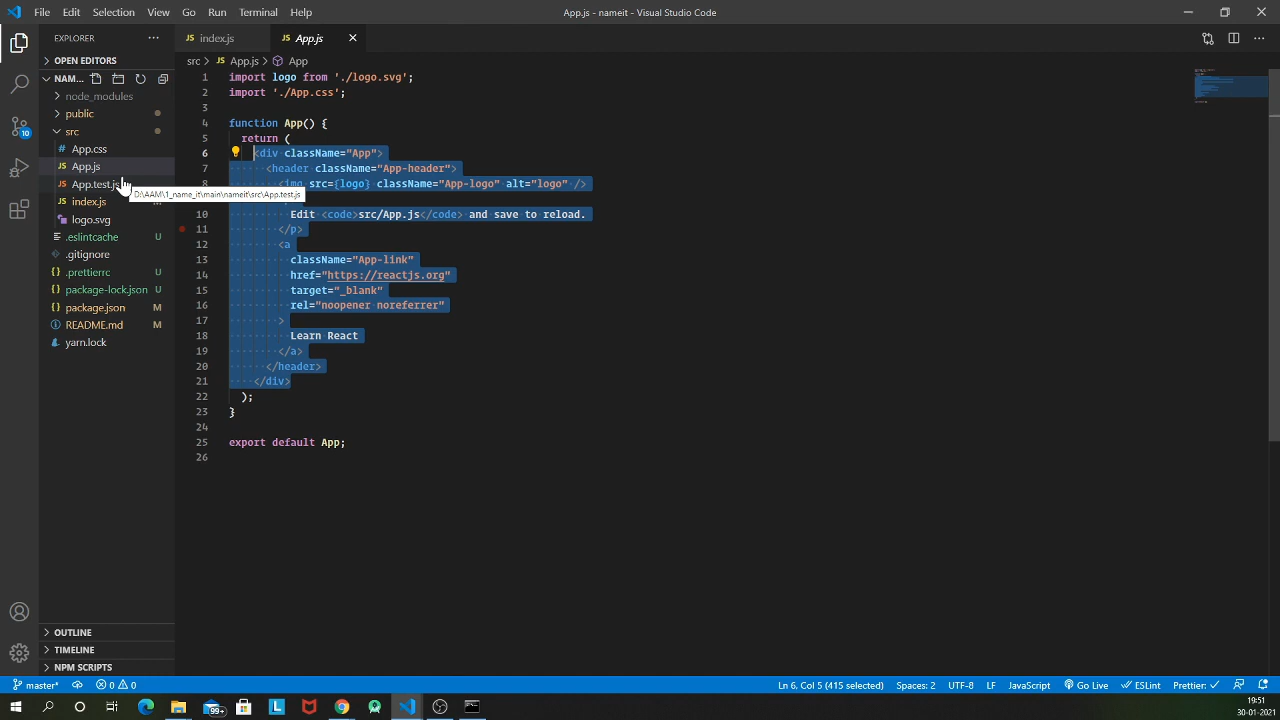 File Edit Selection View Go Run Terminal Help
App.js - nameit - Visual Studio Code
EXPLORER
OPEN EDITORS
NAM...
node_modules
public
src
App.css
App.js
App.test.js
index.js
logo.svg
.eslintcache U
.gitignore
.prettierrc U
package-lock.json U
package.json M
README.md M
yarn.lock
OUTLINE
TIMELINE
NPM SCRIPTS
10
D:\AAM\1_name_it\main\nameit\src\App.test.js
JS index.js
JS App.js
src > JS App.js > App
1 import logo from './logo.svg';
2 import './App.css';
3
4 function App() {
5 return (
6 <div className="App">
7 <header className="App-header">
8 <img src={logo} className="App-logo" alt="logo" />
10 Edit <code>src/App.js</code> and save to reload.
11 </p>
12 <a
13 className="App-link"
14 href="https://reactjs.org"
15 target="_blank"
16 rel="noopener noreferrer"
17 >
18 Learn React
19 </a>
20 </header>
21 </div>
22 );
23 }
24
25 export default App;
26
master* 0 0
Ln 6, Col 5 (415 selected) Spaces: 2 UTF-8 LF JavaScript Go Live ESLint Prettier: ✓
99+
19:51
30-01-2021